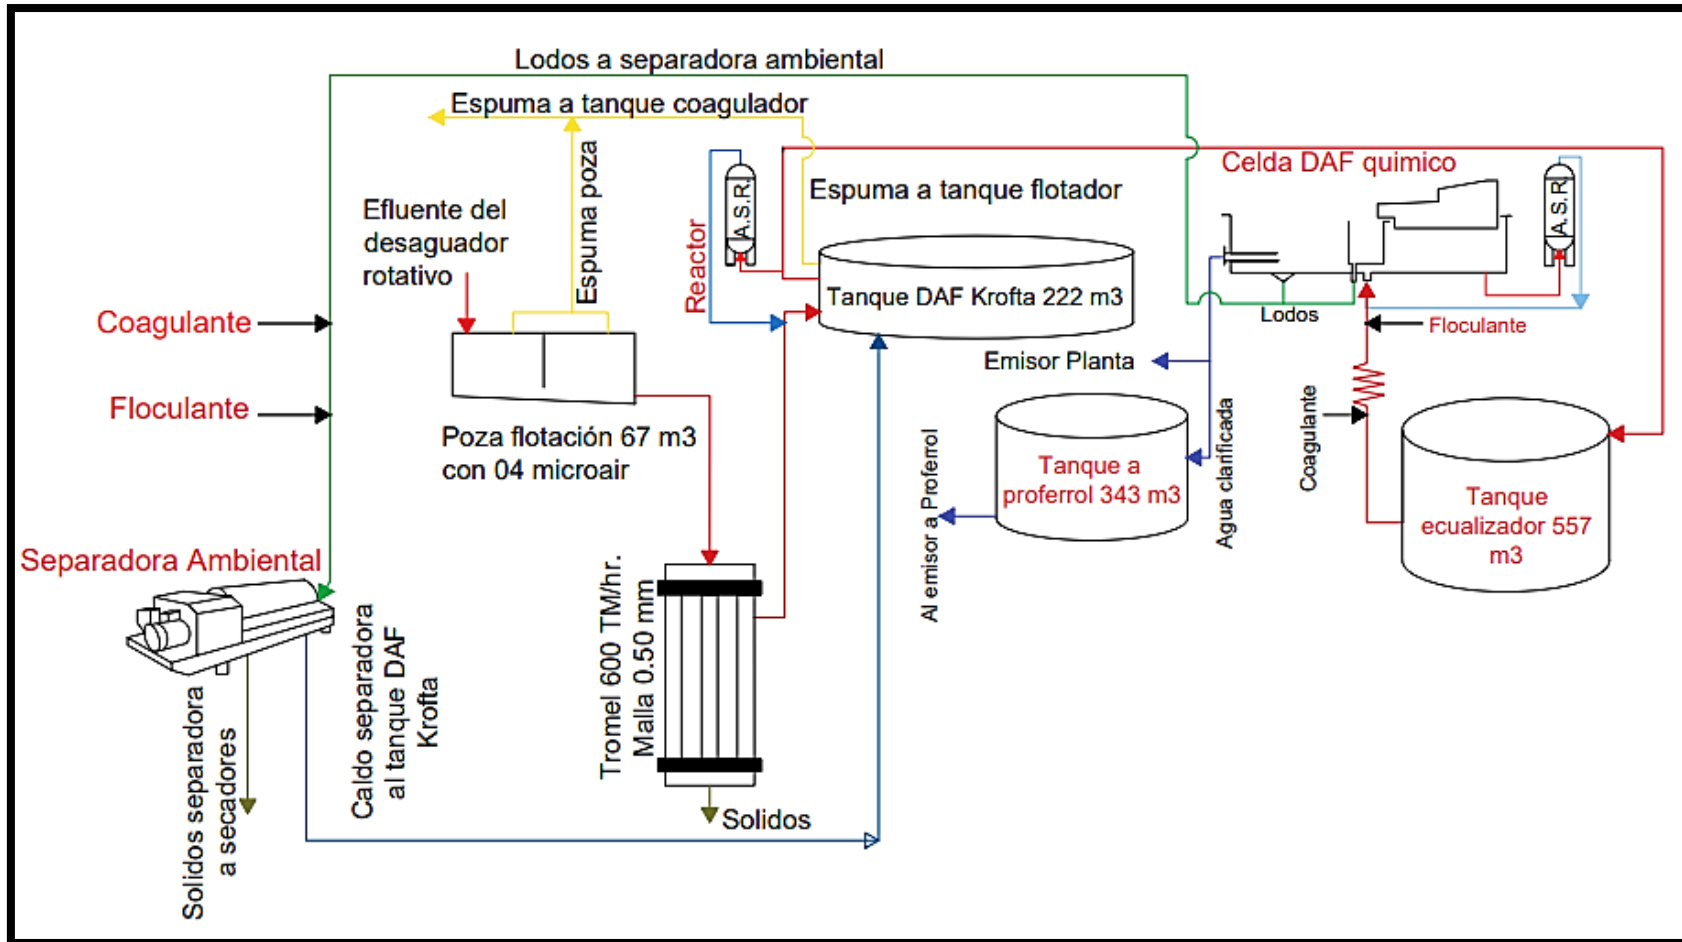 Lodos a separadora ambiental
Espuma a tanque coagulador
Celda DAF quimico
Espuma a tanque flotador
A.S.R.
A.S.R.
Reactor
Espuma poza
Efluente del
desaguador
rotativo
Tanque DAF Krofta 222 m3
Lodos
Coagulante
Floculante
Emisor Planta
Floculante
Coagulante
Agua clarificada
Poza flotación 67 m3
con 04 microair
Tanque a
proferrol 343 m3
Al emisor a Proferrol
Tanque
ecualizador 557
m3
Separadora Ambiental
Tromel 600 TM/hr.
Malla 0.50 mm
Caldo separadora
al tanque DAF
Krofta
Solidos separadora
a secadores
Solidos